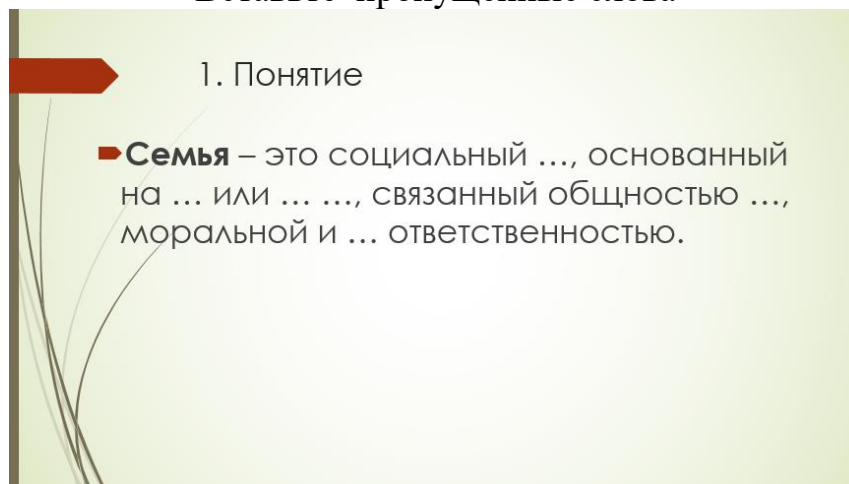 Вставьте пропущенные слова
1. Понятие
Семья – это социальный …, основанный
на … или … …, связанный общностью …,
моральной и … ответственностью.